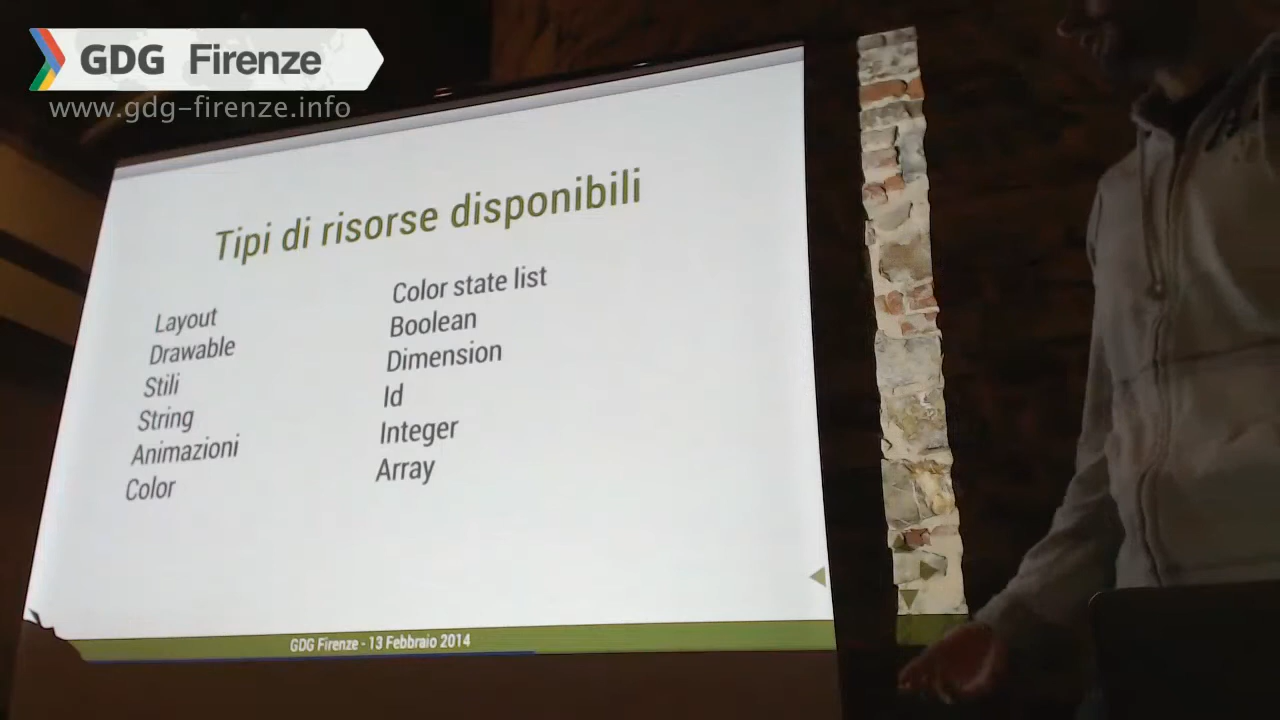 GDG Firenze
www.gdg-firenze.info
Tipi di risorse disponibili
Layout
Drawable
Stili
String
Animazioni
Color
Color state list
Boolean
Dimension
Id
Integer
Array
GDG Firenze - 13 Febbraio 2014